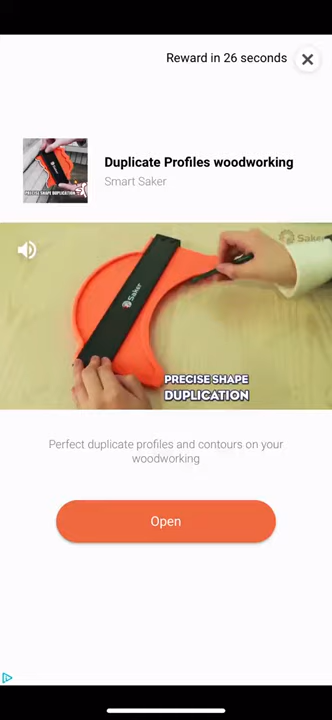 Reward in 26 seconds
PRECISE SHAPE DUPLICATION
Duplicate Profiles woodworking
Smart Saker
Saker
Saker
PRECISE SHAPE
DUPLICATION
Perfect duplicate profiles and contours on your
woodworking
Open